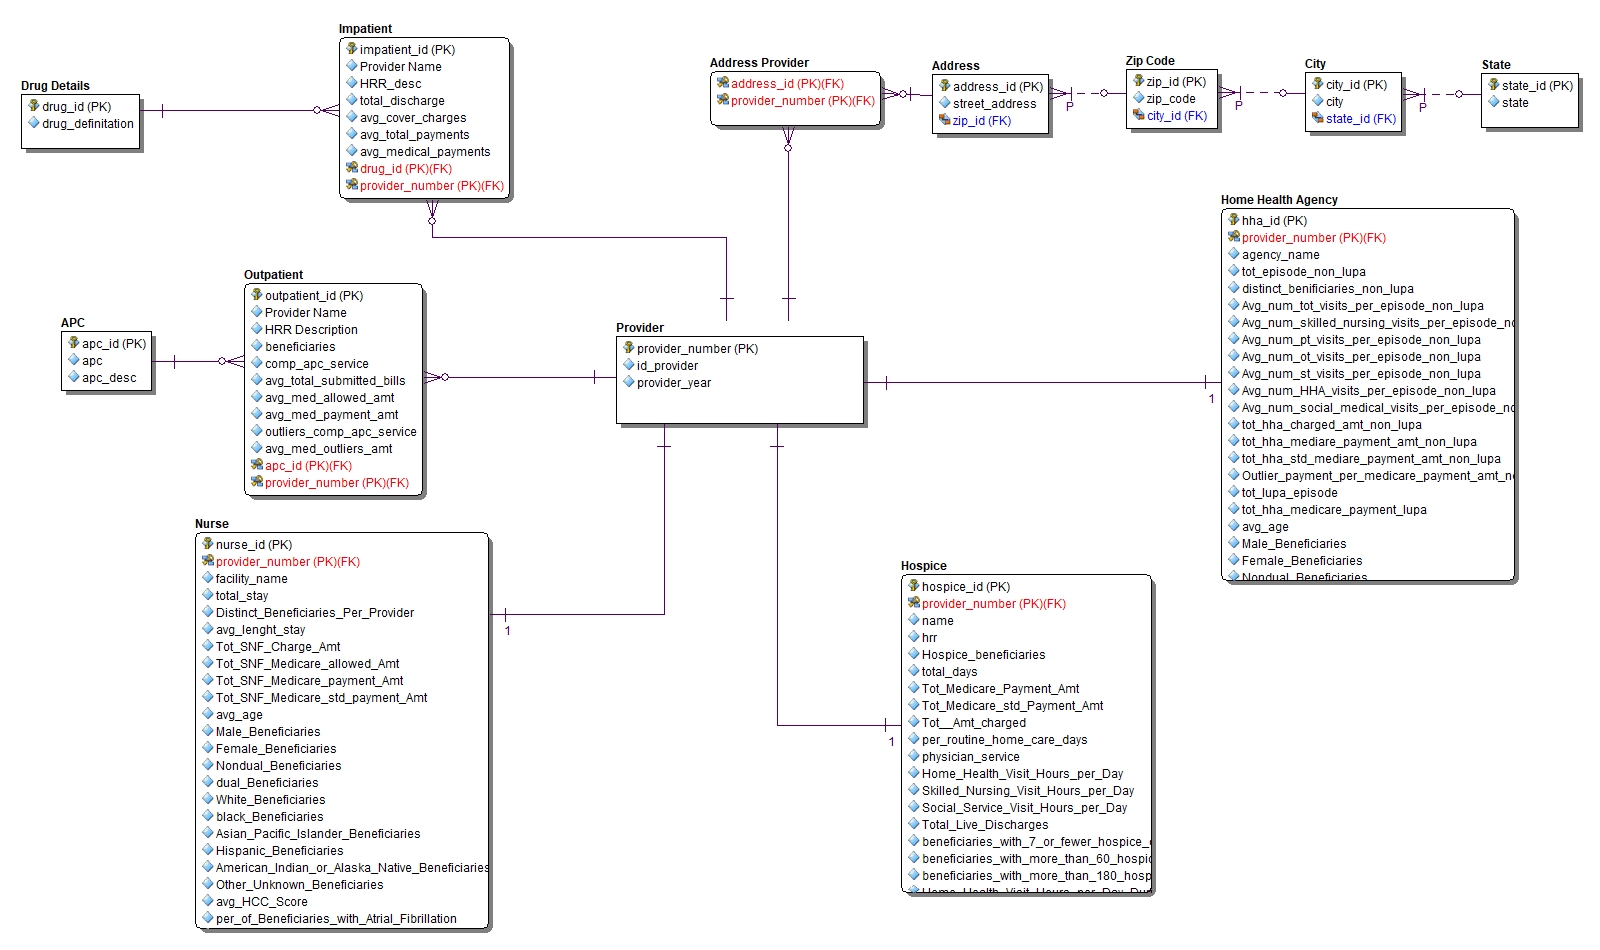 Drug Details
drug_id (PK)
drug_definitation
Impatient
impatient_id (PK)
Provider Name
HRR_desc
total_discharge
avg_cover_charges
avg_total_payments
avg_medical_payments
drug_id (PK)(FK)
provider_number (PK)(FK)
Address Provider
address_id (PK)(FK)
provider_number (PK)(FK)
Address
address_id (PK)
street_address
zip_id (FK)
P
Zip Code
zip_id (PK)
zip_code
city_id (FK)
P
City
city_id (PK)
city
state_id (FK)
P
State
state_id (PK)
state
Home Health Agency
hha_id (PK)
provider_number (PK)(FK)
agency_name
tot_episode_non_lupa
distinct_benificiaries_non_lupa
Avg_num_tot_visits_per_episode_non_lupa
Avg_num_skilled_nursing_visits_per_episode_no
Avg_num_pt_visits_per_episode_non_lupa
Avg_num_ot_visits_per_episode_non_lupa
Avg_num_st_visits_per_episode_non_lupa
Avg_num_HHA_visits_per_episode_non_lupa
Avg_num_social_medical_visits_per_episode_no
tot_hha_charged_amt_non_lupa
tot_hha_mediare_payment_amt_non_lupa
tot_hha_std_mediare_payment_amt_non_lupa
Outlier_payment_per_medicare_payment_amt_n
tot_lupa_episode
tot_hha_medicare_payment_lupa
avg_age
Male_Beneficiaries
Female_Beneficiaries
Nondual_Beneficiaries
1
APC
apc_id (PK)
apc
apc_desc
Outpatient
outpatient_id (PK)
Provider Name
HRR Description
beneficiaries
comp_apc_service
avg_total_submitted_bills
avg_med_allowed_amt
avg_med_payment_amt
outliers_comp_apc_service
avg_med_outliers_amt
apc_id (PK)(FK)
provider_number (PK)(FK)
Provider
provider_number (PK)
id_provider
provider_year
Nurse
nurse_id (PK)
provider_number (PK)(FK)
facility_name
total_stay
Distinct_Beneficiaries_Per_Provider
avg_lenght_stay
Tot_SNF_Charge_Amt
Tot_SNF_Medicare_allowed_Amt
Tot_SNF_Medicare_payment_Amt
Tot_SNF_Medicare_std_payment_Amt
avg_age
Male_Beneficiaries
Female_Beneficiaries
Nondual_Beneficiaries
dual_Beneficiaries
White_Beneficiaries
black_Beneficiaries
Asian_Pacific_Islander_Beneficiaries
Hispanic_Beneficiaries
American_Indian_or_Alaska_Native_Beneficiaries
Other_Unknown_Beneficiaries
avg_HCC_Score
per_of_Beneficiaries_with_Atrial_Fibrillation
1
Hospice
hospice_id (PK)
provider_number (PK)(FK)
name
hrr
Hospice_beneficiaries
total_days
Tot_Medicare_Payment_Amt
Tot_Medicare_std_Payment_Amt
Tot__Amt_charged
per_routine_home_care_days
physician_service
Home_Health_Visit_Hours_per_Day
Skilled_Nursing_Visit_Hours_per_Day
Social_Service_Visit_Hours_per_Day
Total_Live_Discharges
beneficiaries_with_7_or_fewer_hospice_
beneficiaries_with_more_than_60_hospic
beneficiaries_with_more_than_180_hosp
Home_Health_Visit_Hours_per_Day_Dur
1